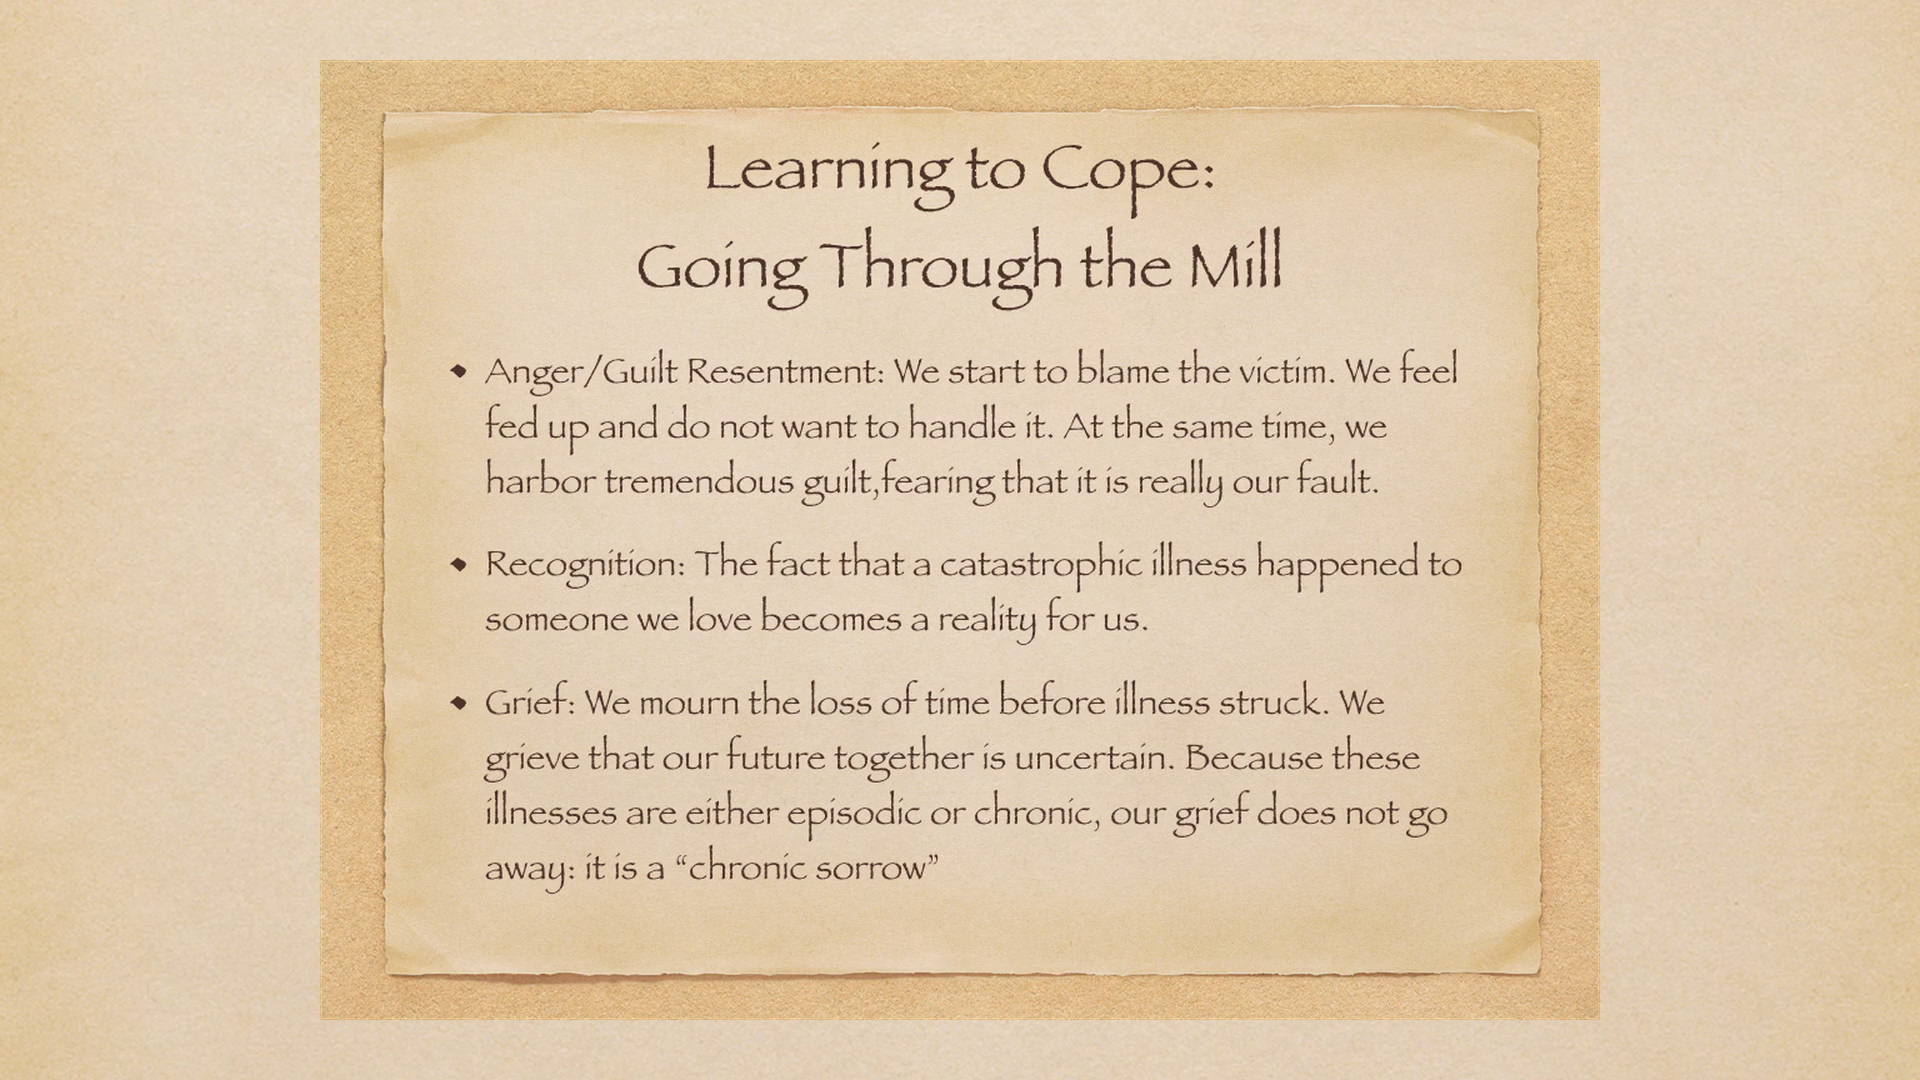 Learning to Cope:
Going Through the Mill
• Anger/Guilt Resentment: We start to blame the victim. We feel
fed up and do not want to handle it. At the same time, we
harbor tremendous guilt,fearing that it is really our fault.
• Recognition: The fact that a catastrophic illness happened to
someone we love becomes a reality for us.
• Grief: We mourn the loss of time before illness struck. We
grieve that our future together is uncertain. Because these
illnesses are either episodic or chronic, our grief does not go
away: it is a “chronic sorrow”